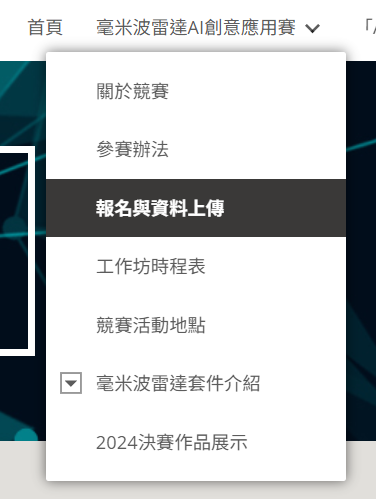 首頁 毫米波雷達AI創意應用賽
關於競賽
參賽辦法
報名與資料上傳
工作坊時程表
競賽活動地點
毫米波雷達套件介紹
2024決賽作品展示